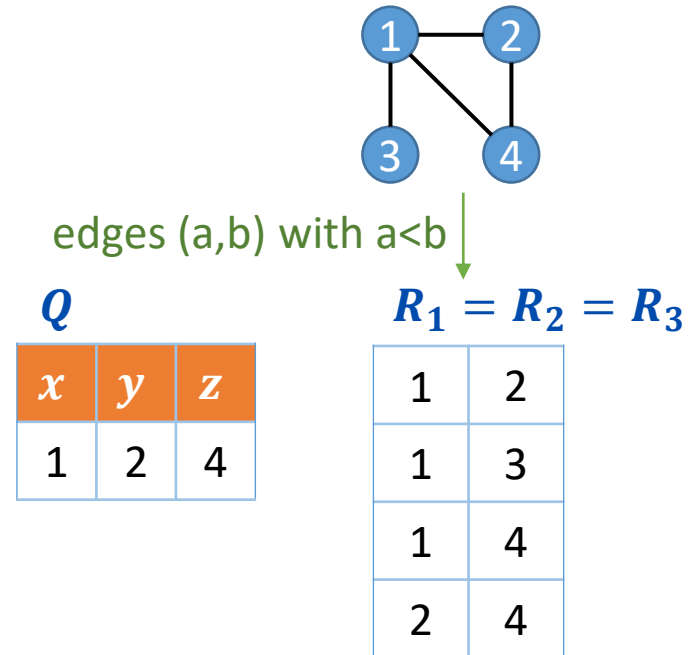 1 2
3 4
edges (a,b) with a<b
Q
x y z
1 2 4
R₁ = R₂ = R₃
1 2
1 3
1 4
2 4